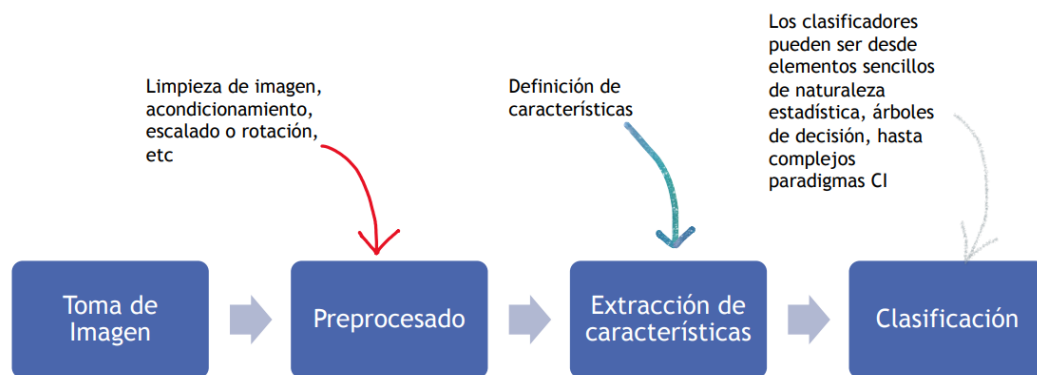 Limpieza de imagen,
acondicionamiento,
escalado o rotación,
etc
Definición de
características
Los clasificadores
pueden ser desde
elementos sencillos
de naturaleza
estadística, árboles
de decisión, hasta
complejos
paradigmas CI
Toma de
Imagen
Preprocesado
Extracción de
características
Clasificación